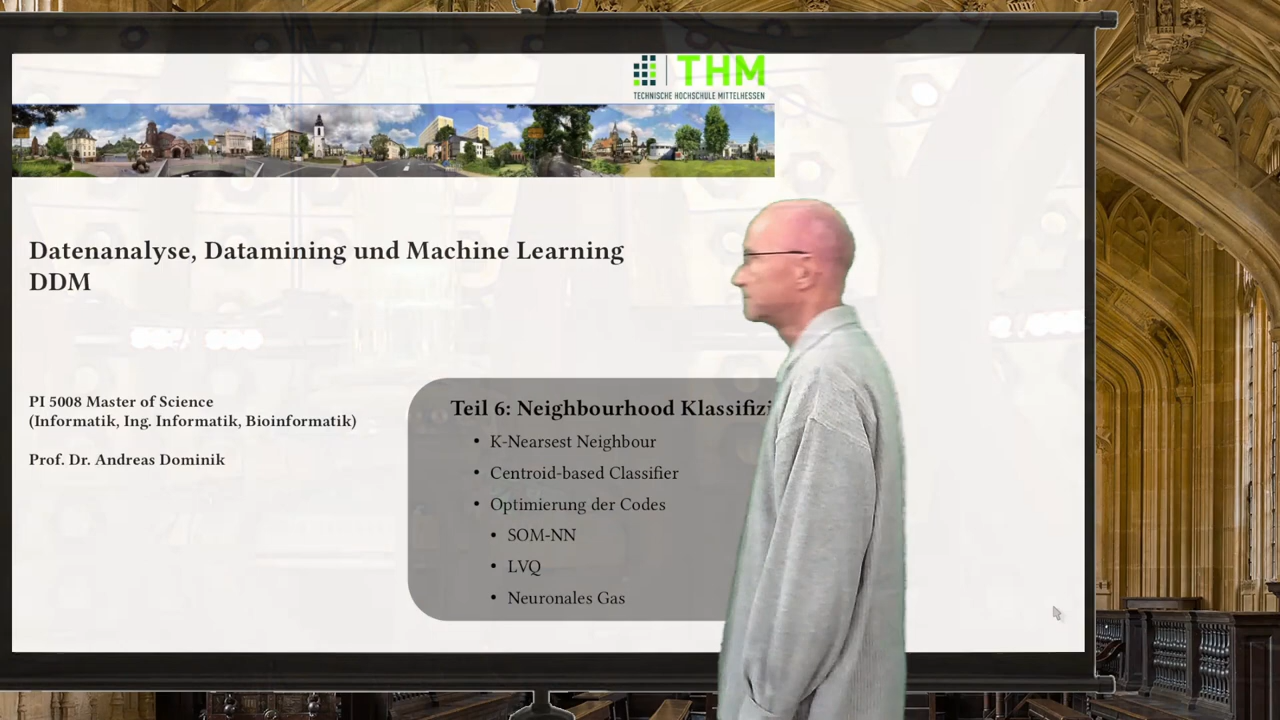 THM
TECHNISCHE HOCHSCHULE MITTELHESSEN
Datenanalyse, Datamining und Machine Learning
DDM
PI 5008 Master of Science
(Informatik, Ing. Informatik, Bioinformatik)
Prof. Dr. Andreas Dominik
Teil 6: Neighbourhood
• K-Nearsest Neighbour
• Centroid-based Classifier
• Optimierung der Codes
• SOM-NN
• LVQ
• Neuronales Gas